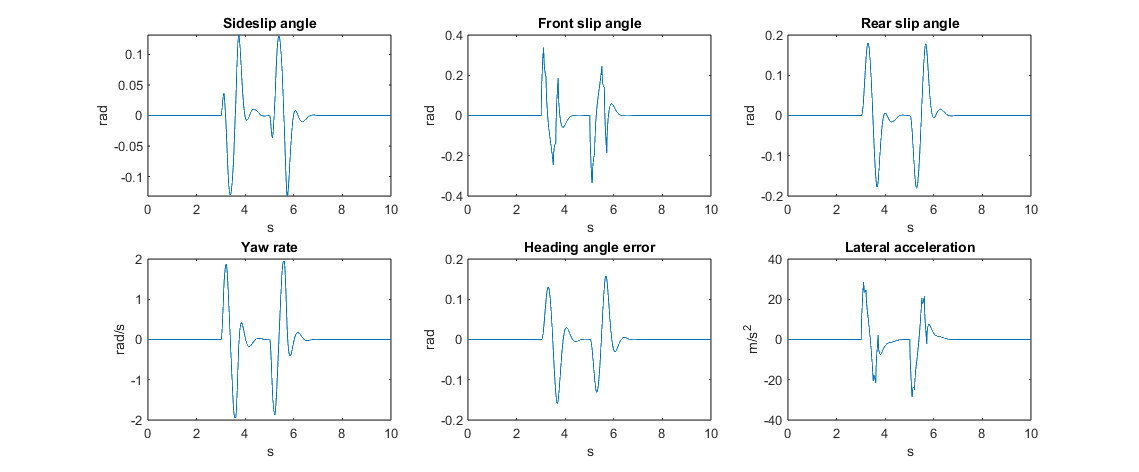 Sideslip angle
rad
0.1
0.05
0
-0.05
-0.1
0 2 4 6 8 10
s
Front slip angle
rad
0.4
0.2
0
-0.2
-0.4
0 2 4 6 8 10
s
Rear slip angle
rad
0.2
0.1
0
-0.1
-0.2
0 2 4 6 8 10
s
Yaw rate
rad/s
2
1
0
-1
-2
0 2 4 6 8 10
s
Heading angle error
rad
0.2
0.1
0
-0.1
-0.2
0 2 4 6 8 10
s
Lateral acceleration
m/s²
40
20
0
-20
-40
0 2 4 6 8 10
s